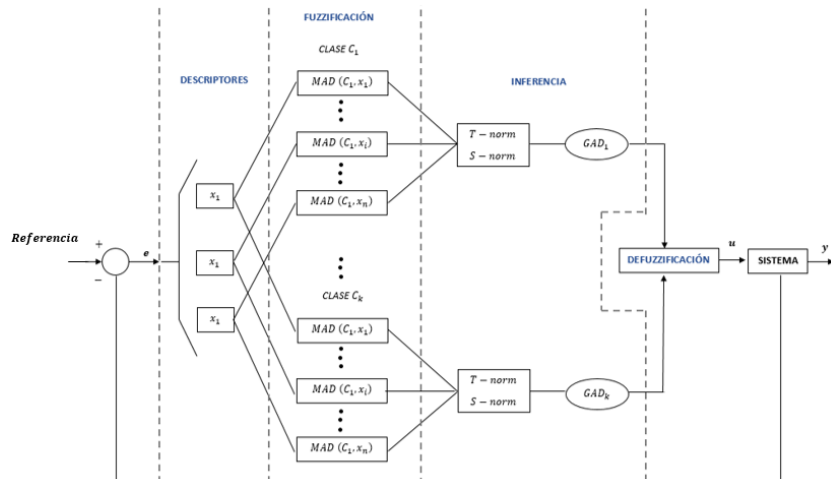 FUZZIFICACIÓN
CLASE C₁
DESCRIPTORES
INFERENCIA
MAD (C₁, x₁)
MAD (C₁, xᵢ)
MAD (C₁, xₙ)
T − norm
S − norm
GAD₁
x₁
x₁
x₁
Referencia
+
−
e
DEFUZZIFICACIÓN
u
SISTEMA
y
CLASE Cₖ
MAD (C₁, x₁)
MAD (C₁, xᵢ)
MAD (C₁, xₙ)
T − norm
S − norm
GADₖ